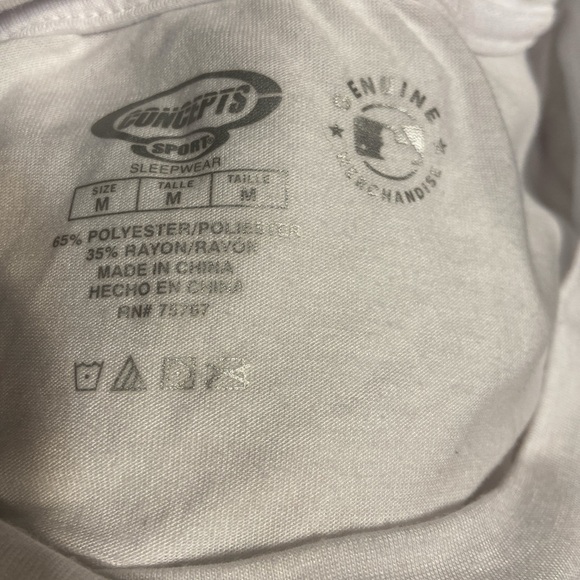 CONCEPTS
SPORT
SLEEPWEAR
SIZE TALLE TAILLE
M M M
65% POLYESTER/POLIESTER
35% RAYON/RAYON
MADE IN CHINA
HECHO EN CHINA
RN# 75767
GENUINE
MERCHANDISE